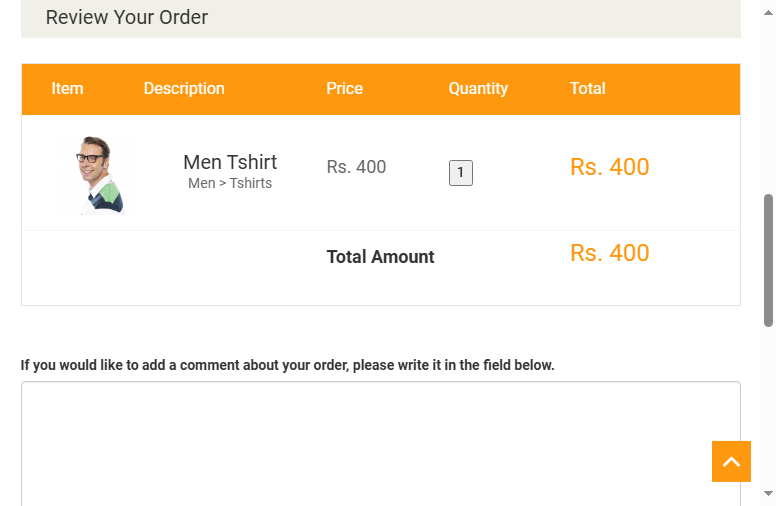 Review Your Order
Item Description Price Quantity Total
Men Tshirt
Men > Tshirts
Rs. 400
1
Rs. 400
Total Amount Rs. 400
If you would like to add a comment about your order, please write it in the field below.